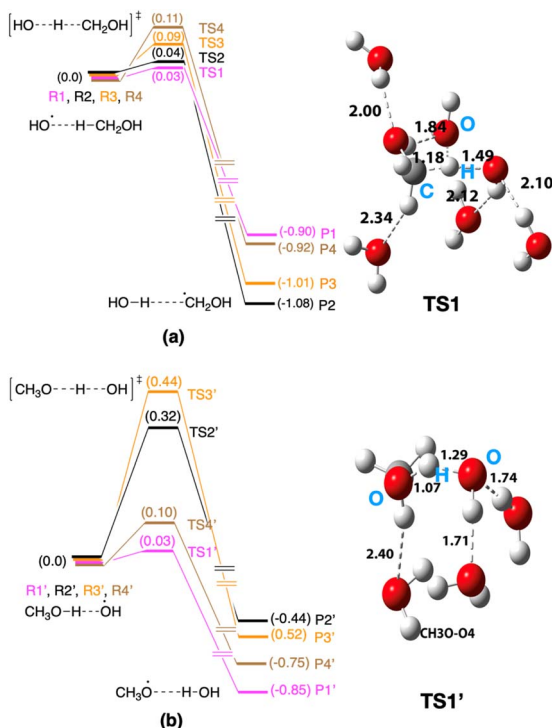 [HO---H---CH₂OH]‡
(0.11) TS4
(0.09) TS3
(0.04) TS2
(0.03) TS1
(0.0)
R1, R2, R3, R4
HȮ----H-CH₂OH
(-0.90) P1
(-0.92) P4
(-1.01) P3
(-1.08) P2
HO-H------ĊH₂OH
(a)
2.00
1.84
O
1.18
H
1.49
C
2.12
2.10
2.34
TS1
[CH₃O---H---OH]‡
(0.44) TS3'
(0.32) TS2'
(0.10) TS4'
(0.03) TS1'
(0.0)
R1', R2', R3', R4'
CH₃O-H---ȮH
(-0.44) P2'
(0.52) P3'
(-0.75) P4'
(-0.85) P1'
CH₃Ȯ----H-OH
(b)
1.29
O
H
1.07
1.74
O
2.40
1.71
CH3O-O4
TS1'